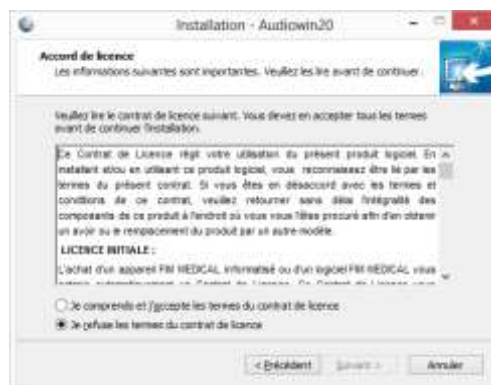 Installation - Audiowin20
Accord de licence
Les informations suivantes sont importantes. Veuillez les lire avant de continuer.
Veuillez lire le contrat de licence suivant. Vous devez en accepter tous les termes
avant de continuer l'installation.
Ce Contrat de Licence régit votre utilisation du présent produit logiciel. En
installant et/ou en utilisant ce produit logiciel, vous reconnaissez être lié par les
termes du présent contrat. Si vous êtes en désaccord avec les termes et
conditions de ce contrat, veuillez retourner sans délai l'intégralité des
composants de ce produit à l'endroit où vous vous l'êtes procuré afin d'en obtenir
un avoir ou le remplacement du produit par un autre modèle.
LICENCE INITIALE :
L'achat d'un appareil FIM MEDICAL informatisé ou d'un logiciel FIM MEDICAL vous
Je comprends et j'accepte les termes du contrat de licence
Je refuse les termes du contrat de licence
< Précédent
Suivant >
Annuler